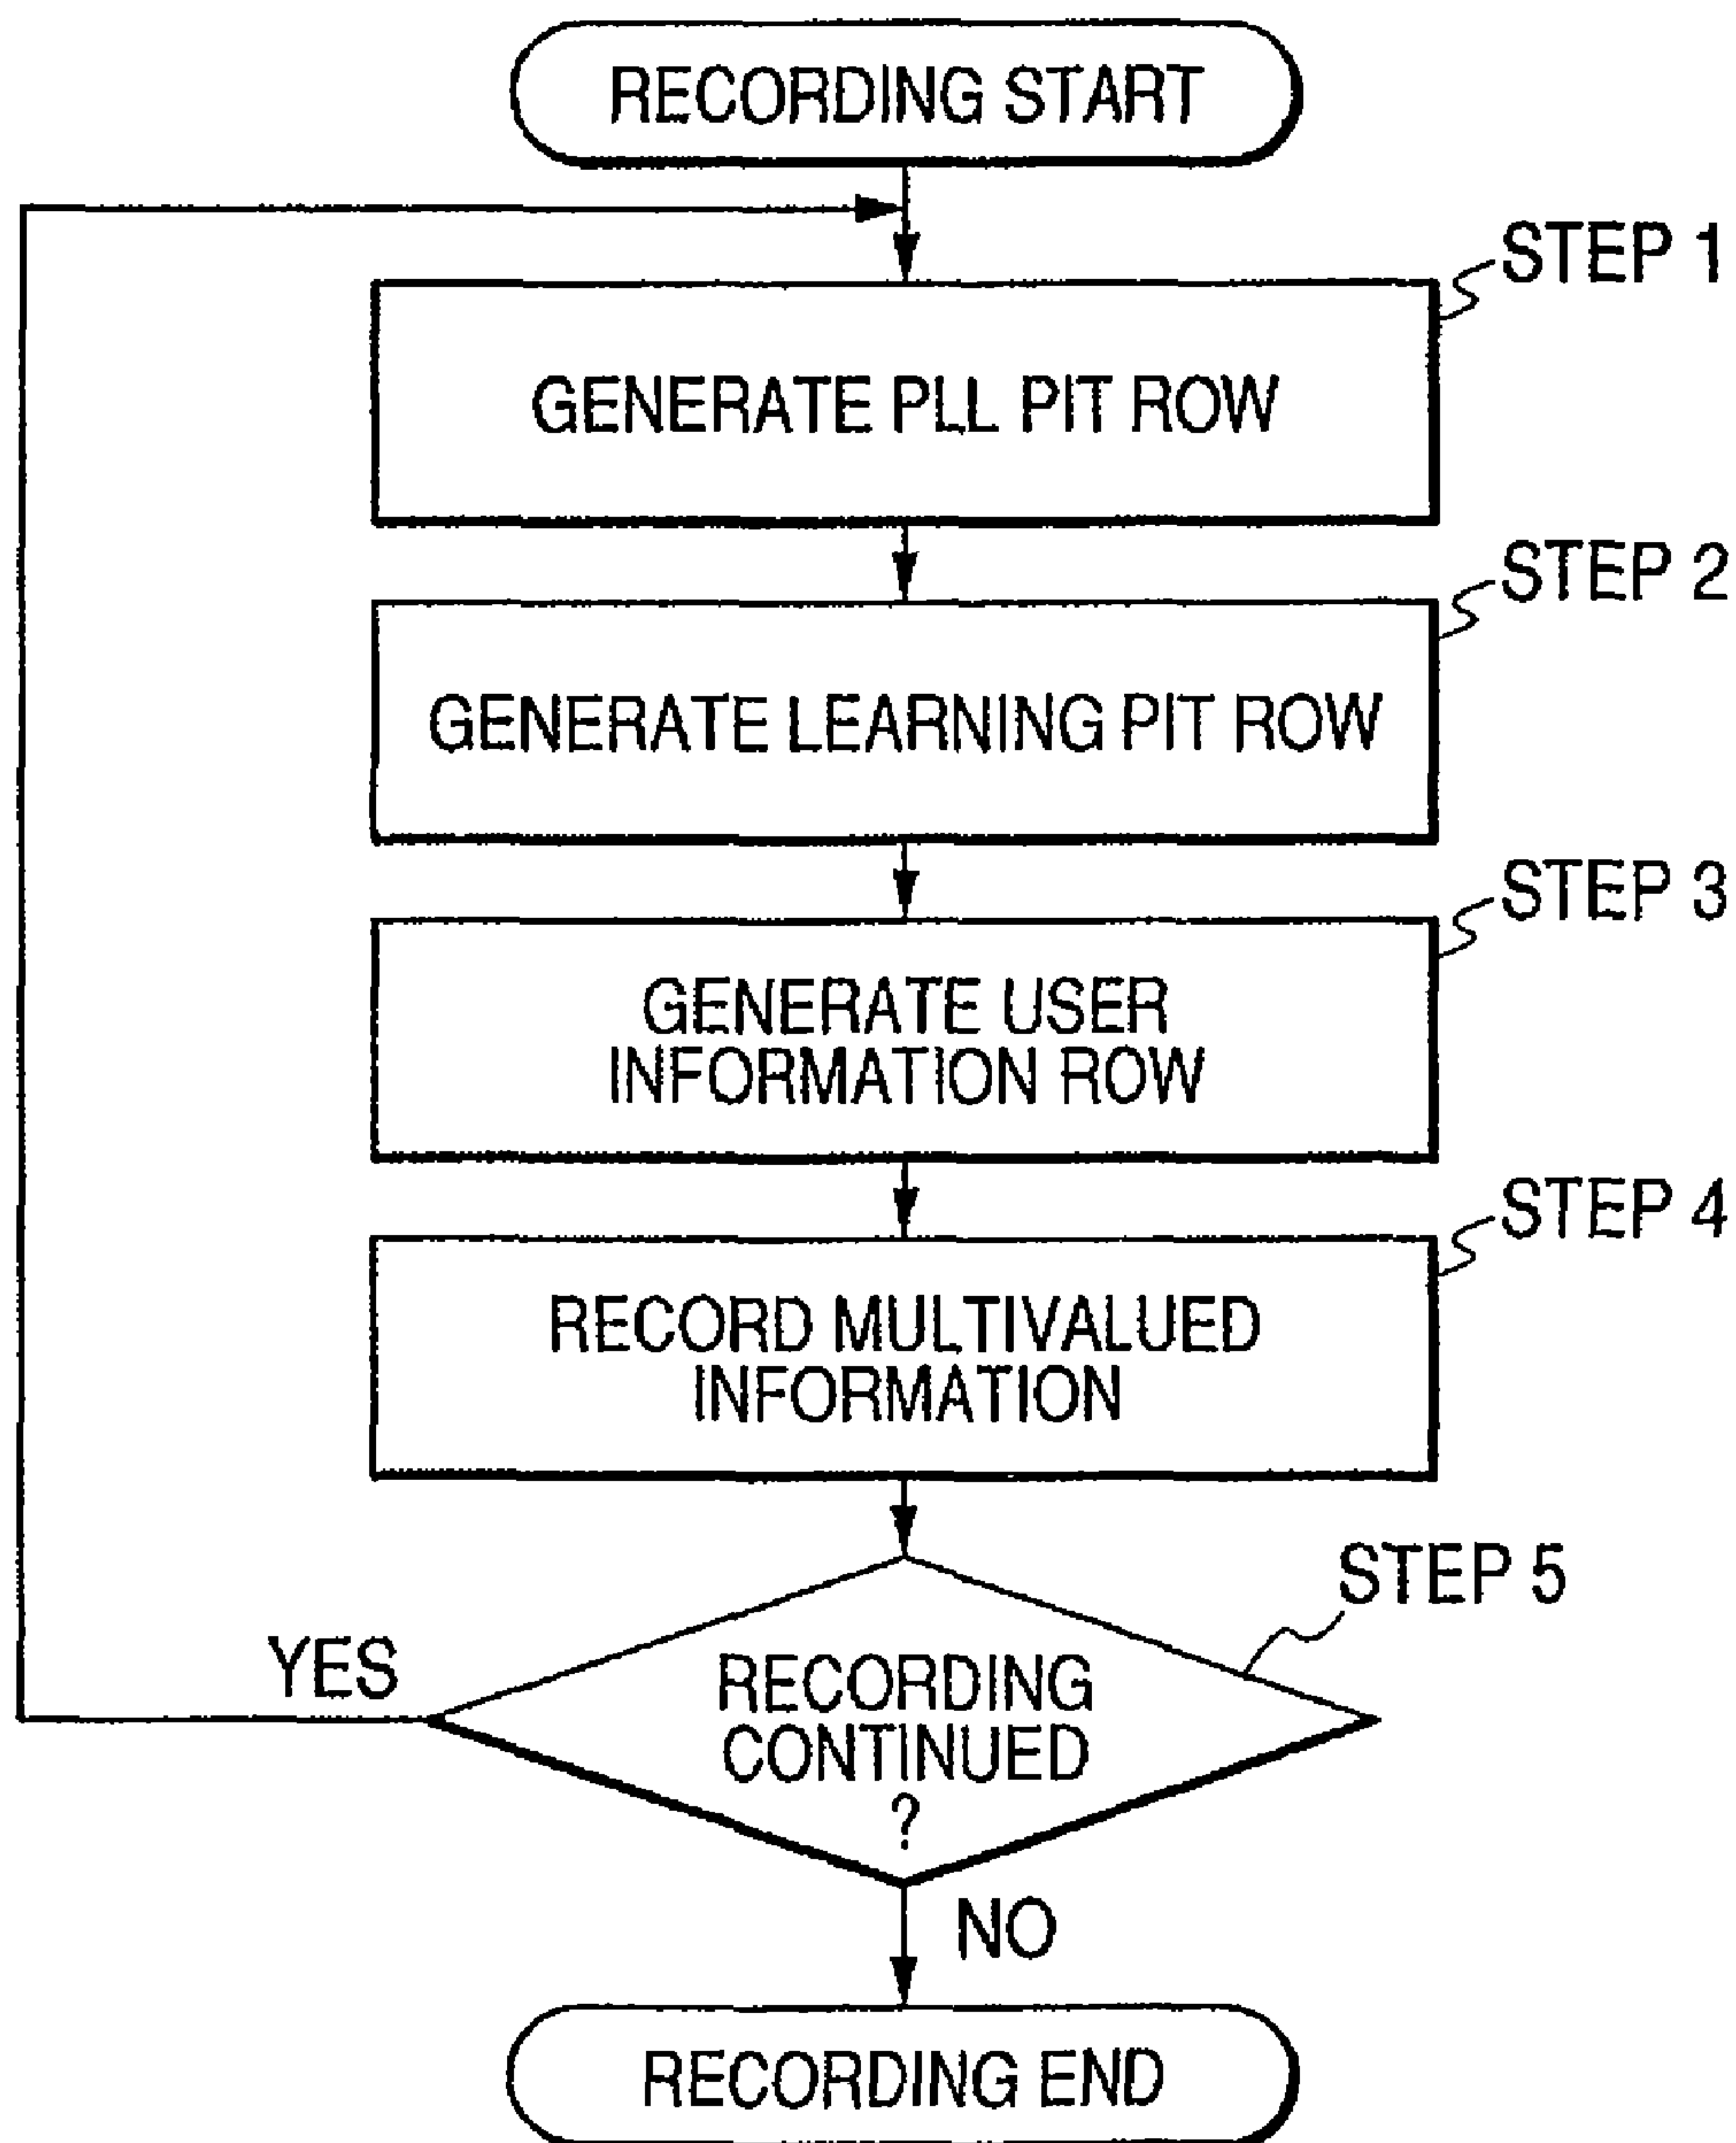 RECORDING START
STEP 1
GENERATE PLL PIT ROW
STEP 2
GENERATE LEARNING PIT ROW
STEP 3
GENERATE USER
INFORMATION ROW
STEP 4
RECORD MULTIVALUED
INFORMATION
STEP 5
YES
RECORDING
CONTINUED
?
NO
RECORDING END